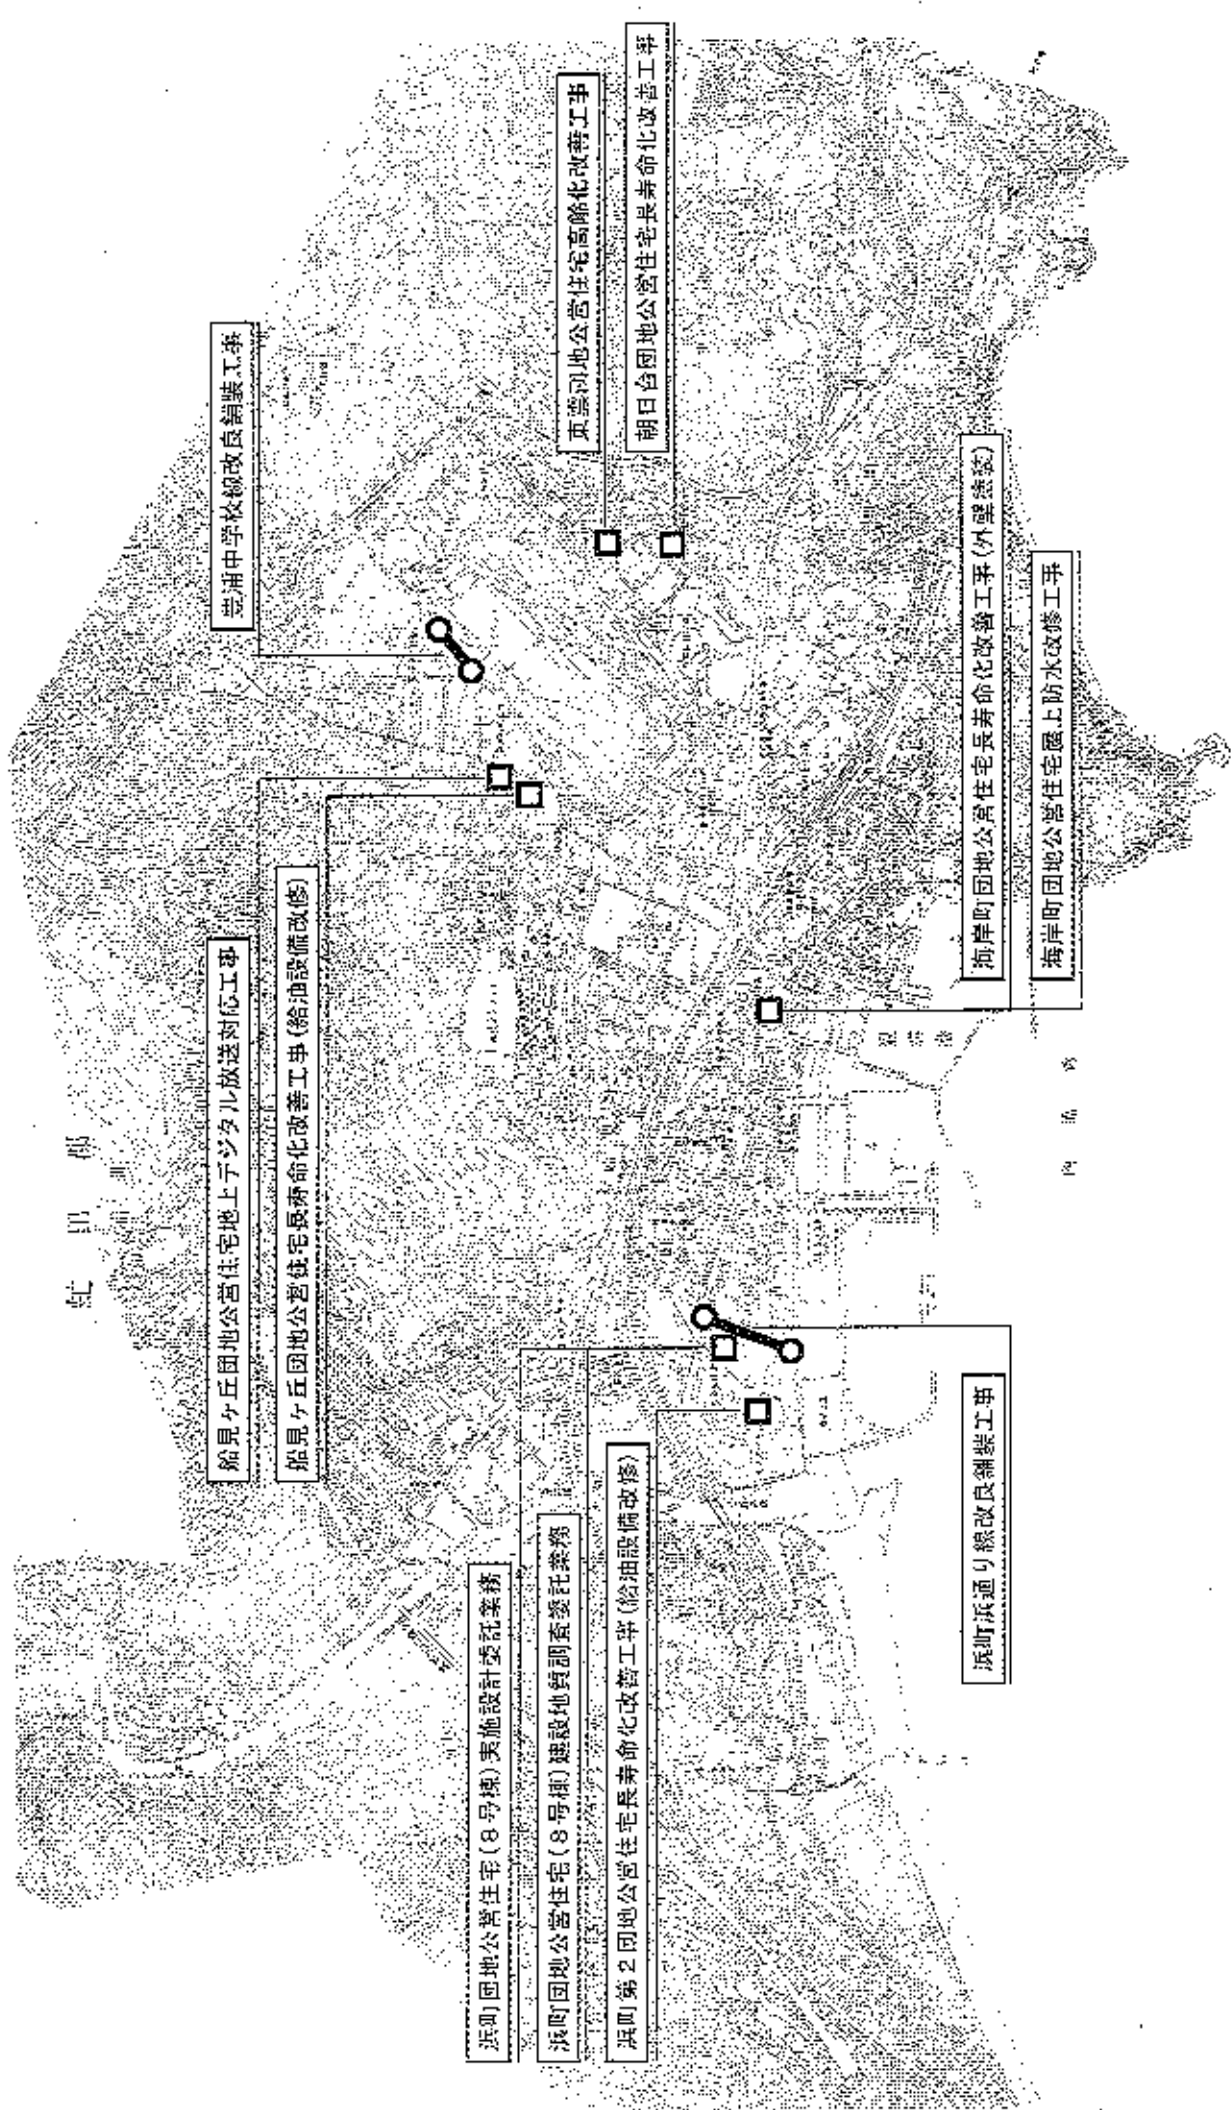 豊浦中学校線改良舗装工事
東雲団地公営住宅高齢化改善工事
朝日台団地公営住宅長寿命化改善工事
船見ヶ丘団地公営住宅地上デジタル放送対応工事
船見ヶ丘団地公営住宅長寿命化改善工事(給油設備改修)
海岸町団地公営住宅長寿命化改善工事(外壁塗装)
海岸町団地公営住宅屋上防水改修工事
浜町団地公営住宅(8号棟)実施設計委託業務
浜町団地公営住宅(8号棟)建設地質調査委託業務
浜町第2団地公営住宅長寿命化改善工事(給油設備改修)
浜町浜通り線改良舗装工事